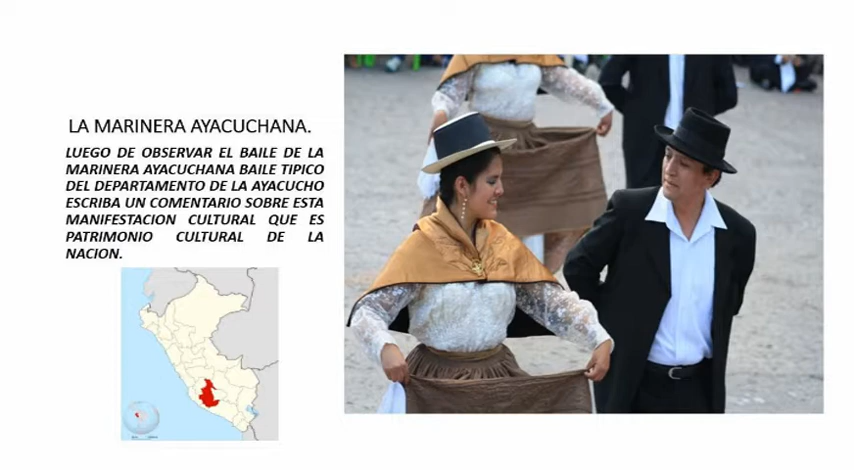 LA MARINERA AYACUCHANA.
LUEGO DE OBSERVAR EL BAILE DE LA
MARINERA AYACUCHANA BAILE TIPICO
DEL DEPARTAMENTO DE LA AYACUCHO
ESCRIBA UN COMENTARIO SOBRE ESTA
MANIFESTACION CULTURAL QUE ES
PATRIMONIO CULTURAL DE LA
NACION.